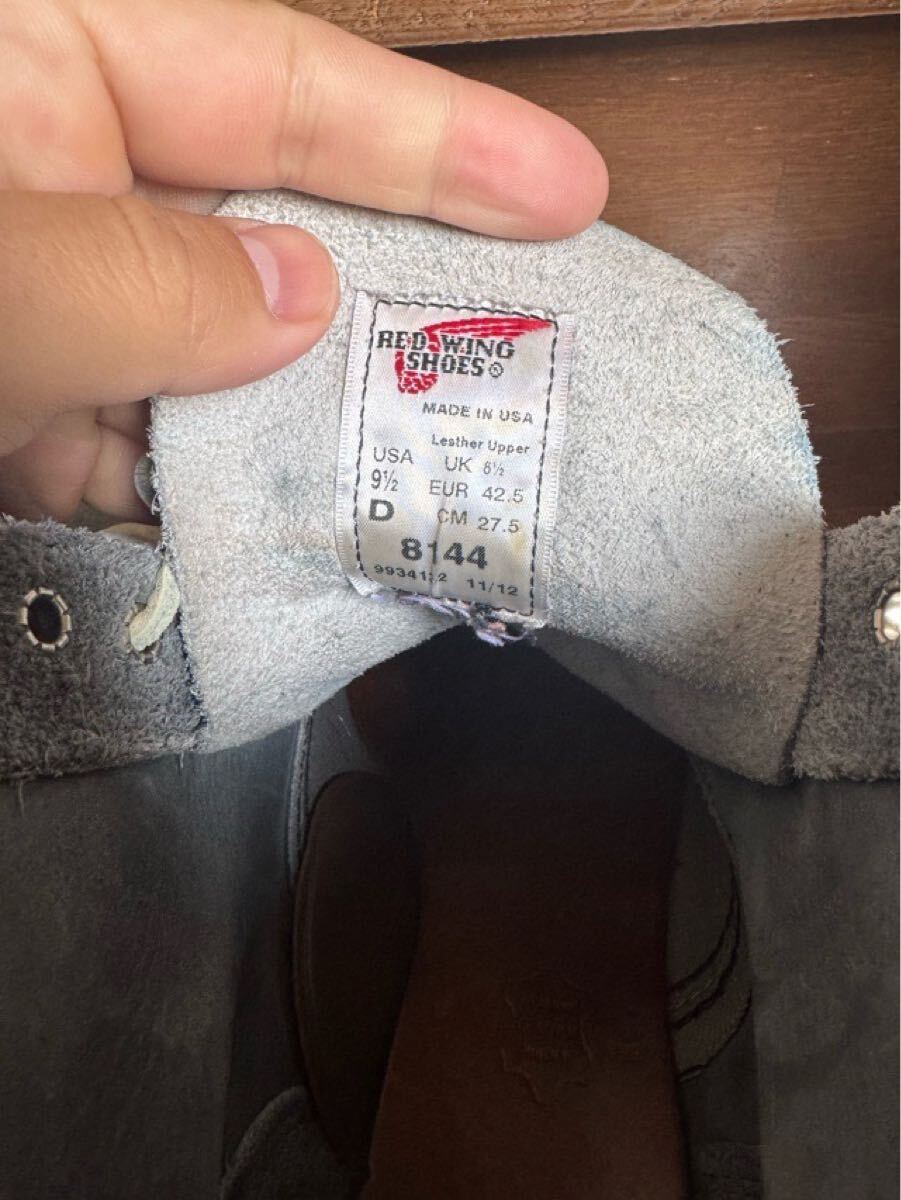 RED WING
SHOES®
MADE IN USA
Leather Upper
USA UK 8½
9½ EUR 42.5
D CM 27.5
8144
11/12